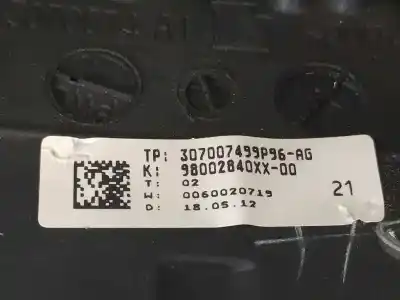 TP: 307007499P96-AG
K: 98002840XX-00
T: 02
W: 0060020719
D: 18.05.12
21